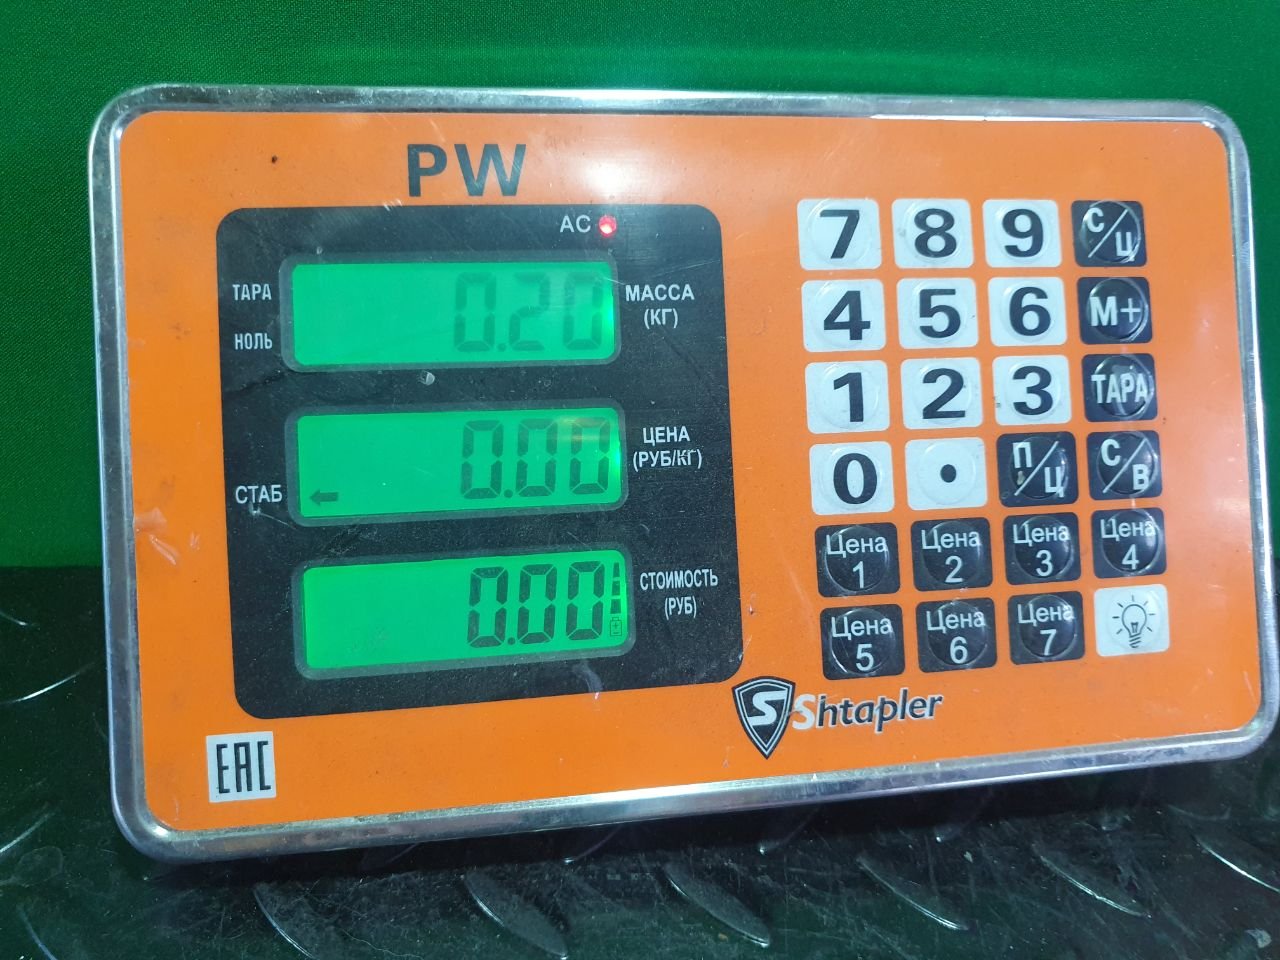 PW
AC
ТАРА
НОЛЬ
0.20
МАССА
(КГ)
СТАБ
0.00
ЦЕНА
(РУБ/КГ)
0.00
СТОИМОСТЬ
(РУБ)
7 8 9 С/Ц
4 5 6 М+
1 2 3 ТАРА
0 . П/Ц С/В
Цена 1 Цена 2 Цена 3 Цена 4
Цена 5 Цена 6 Цена 7
S Shtapler
EAC